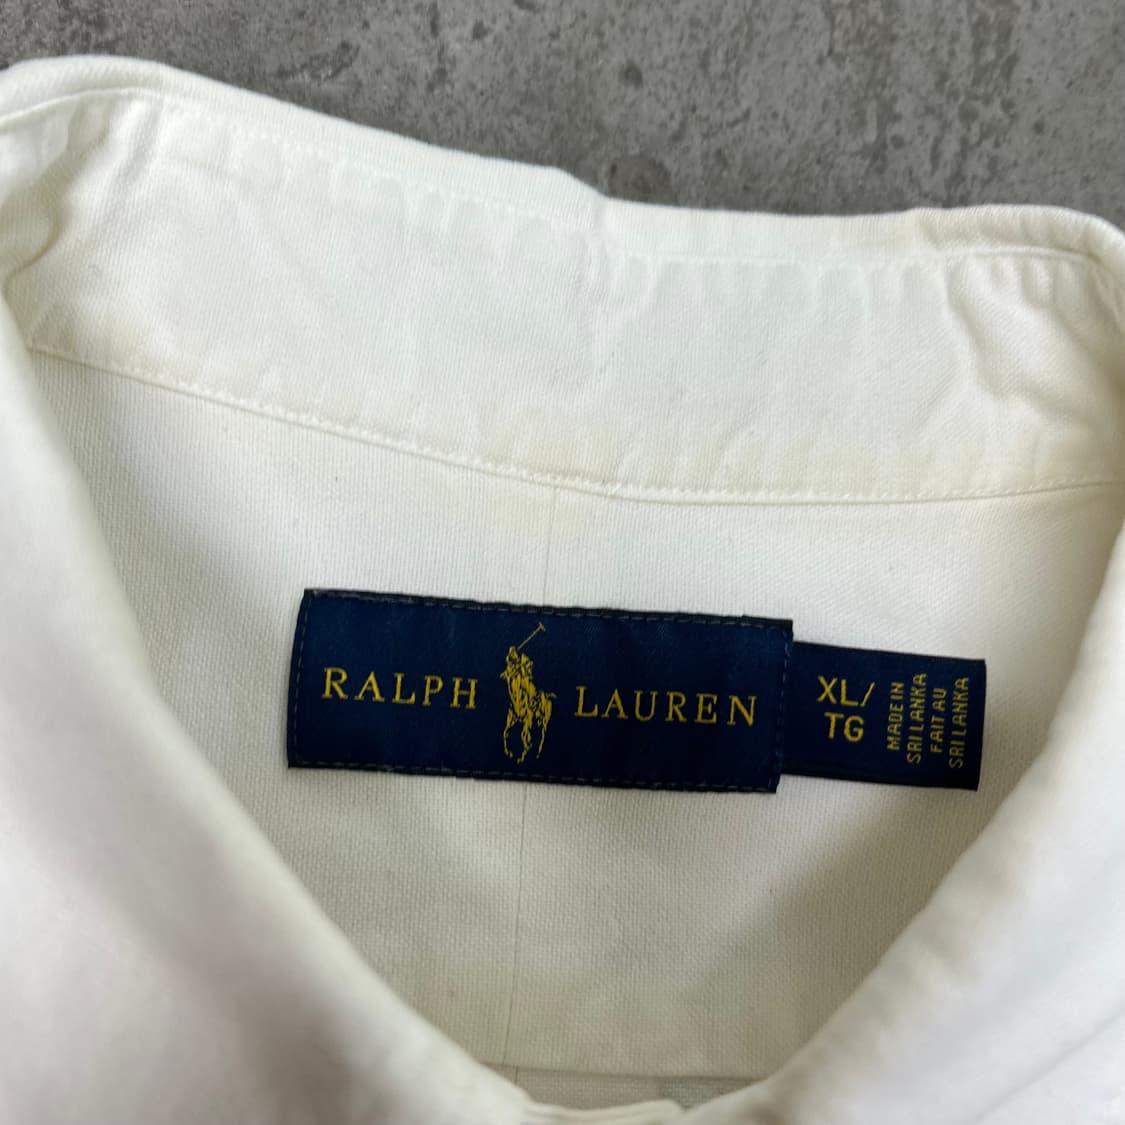 RALPH LAUREN
XL/
TG
MADE IN
SRI LANKA
FAIT AU
SRI LANKA